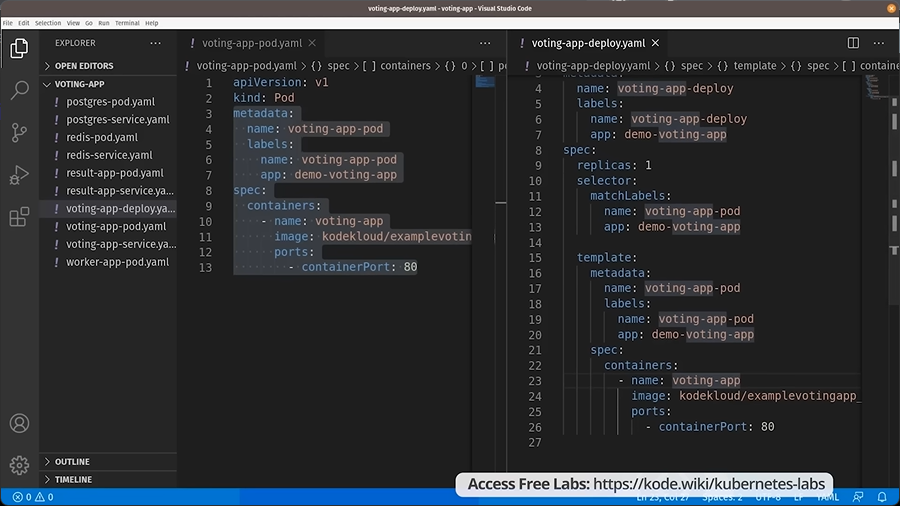 voting-app-deploy.yaml - voting-app - Visual Studio Code
File Edit Selection View Go Run Terminal Help
EXPLORER
OPEN EDITORS
VOTING-APP
! postgres-pod.yaml
! postgres-service.yaml
! redis-pod.yaml
! redis-service.yaml
! result-app-pod.yaml
! result-app-service.ya...
! voting-app-deploy.ya...
! voting-app-pod.yaml
! voting-app-service.ya...
! worker-app-pod.yaml
OUTLINE
TIMELINE
! voting-app-pod.yaml
! voting-app-pod.yaml > {} spec > [ ] containers > {} 0 > [ ] po
1 apiVersion: v1
2 kind: Pod
3 metadata:
4 name: voting-app-pod
5 labels:
6 name: voting-app-pod
7 app: demo-voting-app
8 spec:
9 containers:
10 - name: voting-app
11 image: kodekloud/examplevotin
12 ports:
13 - containerPort: 80
! voting-app-deploy.yaml
! voting-app-deploy.yaml > {} spec > {} template > {} spec > [ ] containers
3 metadata:
4 name: voting-app-deploy
5 labels:
6 name: voting-app-deploy
7 app: demo-voting-app
8 spec:
9 replicas: 1
10 selector:
11 matchLabels:
12 name: voting-app-pod
13 app: demo-voting-app
14
15 template:
16 metadata:
17 name: voting-app-pod
18 labels:
19 name: voting-app-pod
20 app: demo-voting-app
21 spec:
22 containers:
23 - name: voting-app
24 image: kodekloud/examplevotingapp_
25 ports:
26 - containerPort: 80
27
Access Free Labs: https://kode.wiki/kubernetes-labs
0 0
Ln 23, Col 27 Spaces: 2 UTF-8 LF YAML